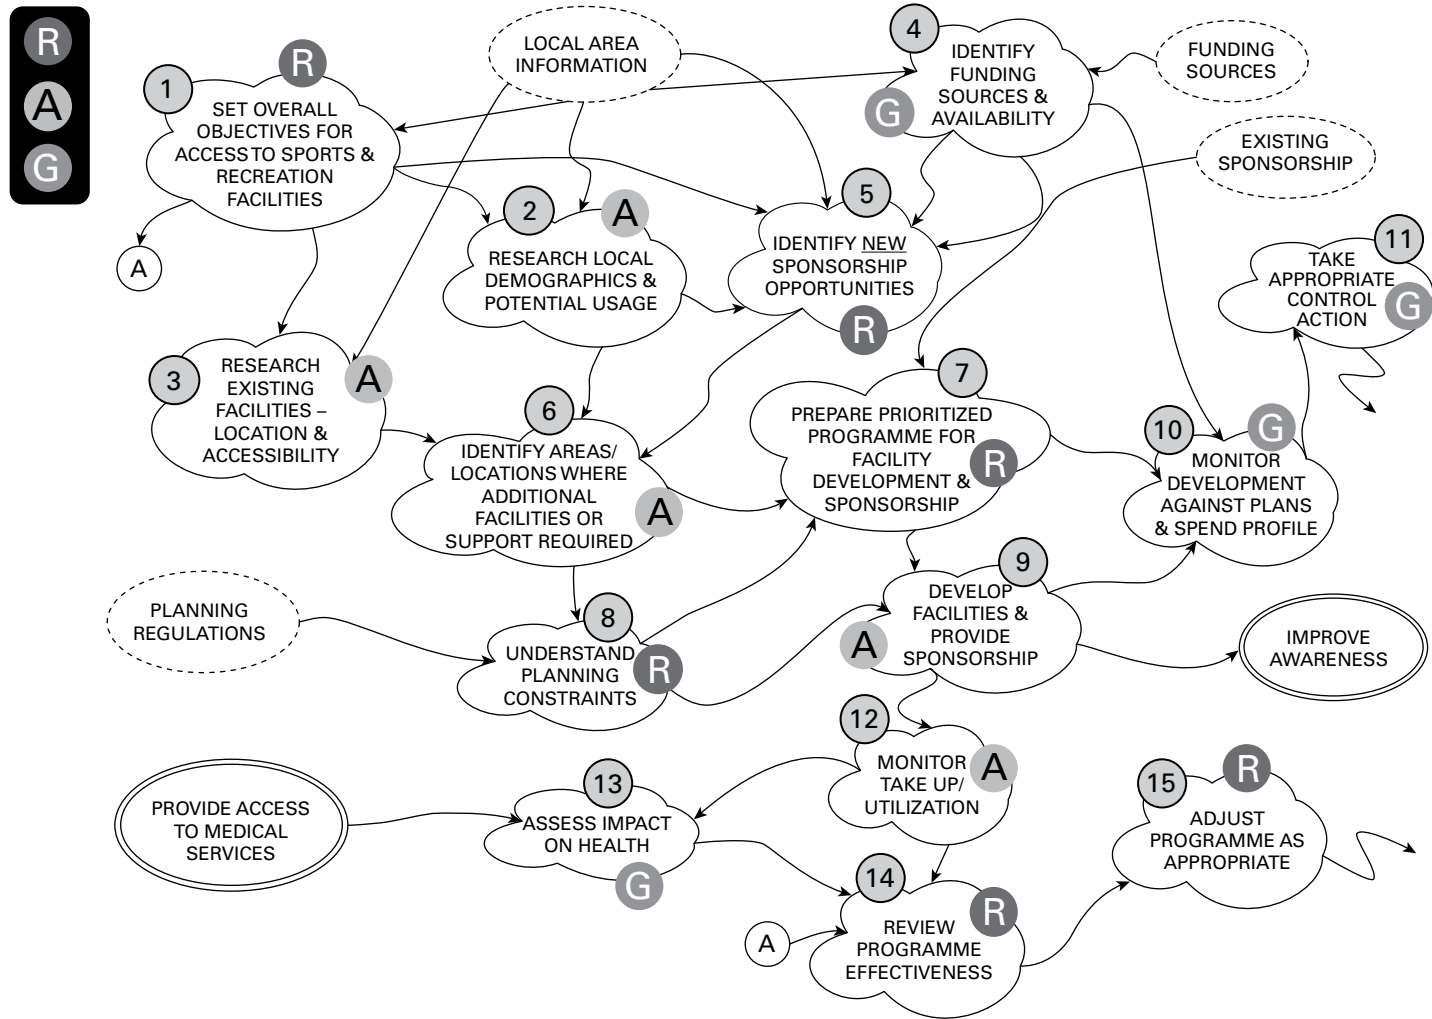 R
A
G
1
R
SET OVERALL
OBJECTIVES FOR
ACCESS TO SPORTS &
RECREATION
FACILITIES
A
LOCAL AREA
INFORMATION
4
IDENTIFY
FUNDING
SOURCES &
AVAILABILITY
G
FUNDING
SOURCES
EXISTING
SPONSORSHIP
2
A
RESEARCH LOCAL
DEMOGRAPHICS &
POTENTIAL USAGE
5
IDENTIFY NEW
SPONSORSHIP
OPPORTUNITIES
R
11
TAKE
APPROPRIATE
CONTROL
ACTION
G
3
RESEARCH
EXISTING
FACILITIES –
LOCATION &
ACCESSIBILITY
A
6
IDENTIFY AREAS/
LOCATIONS WHERE
ADDITIONAL
FACILITIES OR
SUPPORT REQUIRED
A
7
PREPARE PRIORITIZED
PROGRAMME FOR
FACILITY
DEVELOPMENT &
SPONSORSHIP
R
10
G
MONITOR
DEVELOPMENT
AGAINST PLANS
& SPEND PROFILE
PLANNING
REGULATIONS
8
UNDERSTAND
PLANNING
CONSTRAINTS
R
9
DEVELOP
FACILITIES &
PROVIDE
SPONSORSHIP
A
IMPROVE
AWARENESS
12
MONITOR
TAKE UP/
UTILIZATION
A
PROVIDE ACCESS
TO MEDICAL
SERVICES
13
ASSESS IMPACT
ON HEALTH
G
15
R
ADJUST
PROGRAMME AS
APPROPRIATE
14
R
REVIEW
PROGRAMME
EFFECTIVENESS
A